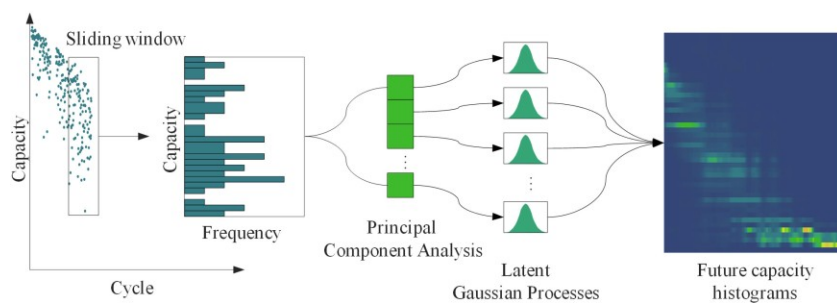 Sliding window
Capacity
Cycle
Capacity
Frequency
Principal
Component Analysis
Latent
Gaussian Processes
Future capacity
histograms